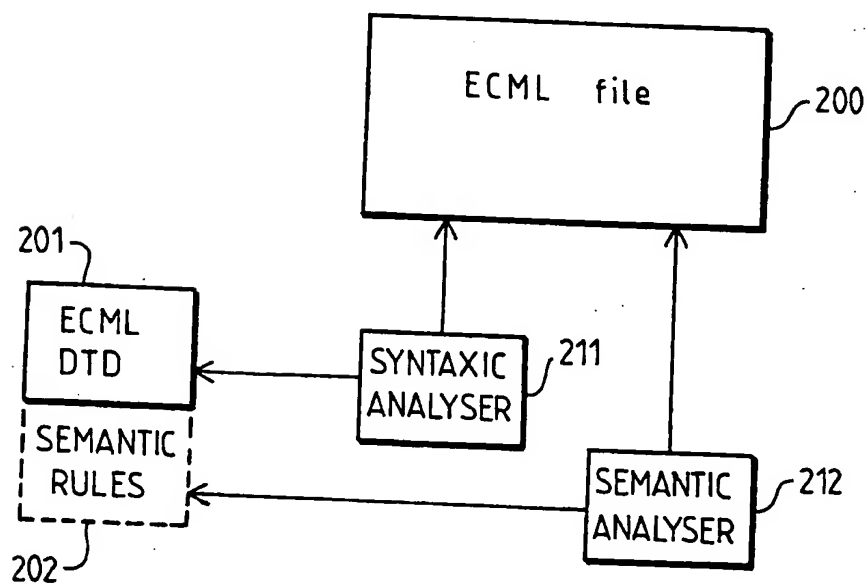 ECML file
200
201
ECML
DTD
SYNTAXIC
ANALYSER
211
SEMANTIC
RULES
SEMANTIC
ANALYSER
212
202